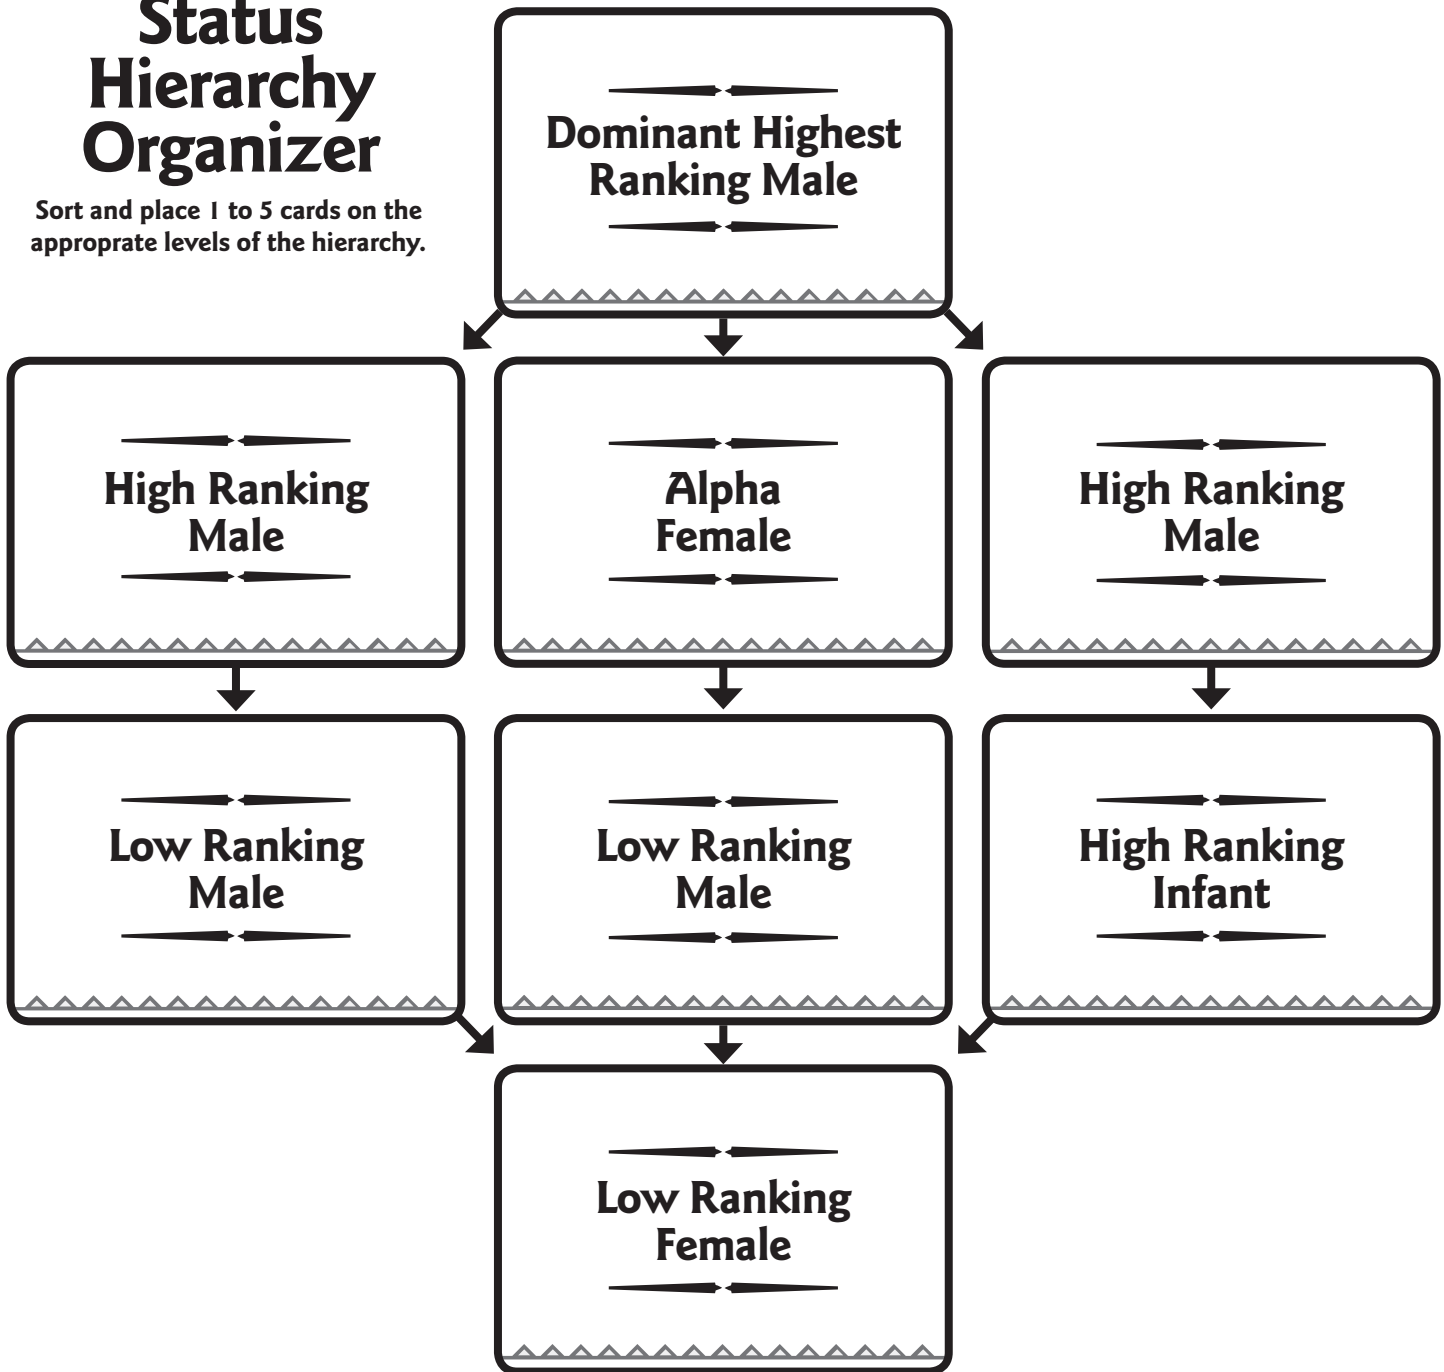 Status
Hierarchy
Organizer
Sort and place 1 to 5 cards on the
approprate levels of the hierarchy.
Dominant Highest
Ranking Male
High Ranking
Male
Alpha
Female
High Ranking
Male
Low Ranking
Male
Low Ranking
Male
High Ranking
Infant
Low Ranking
Female